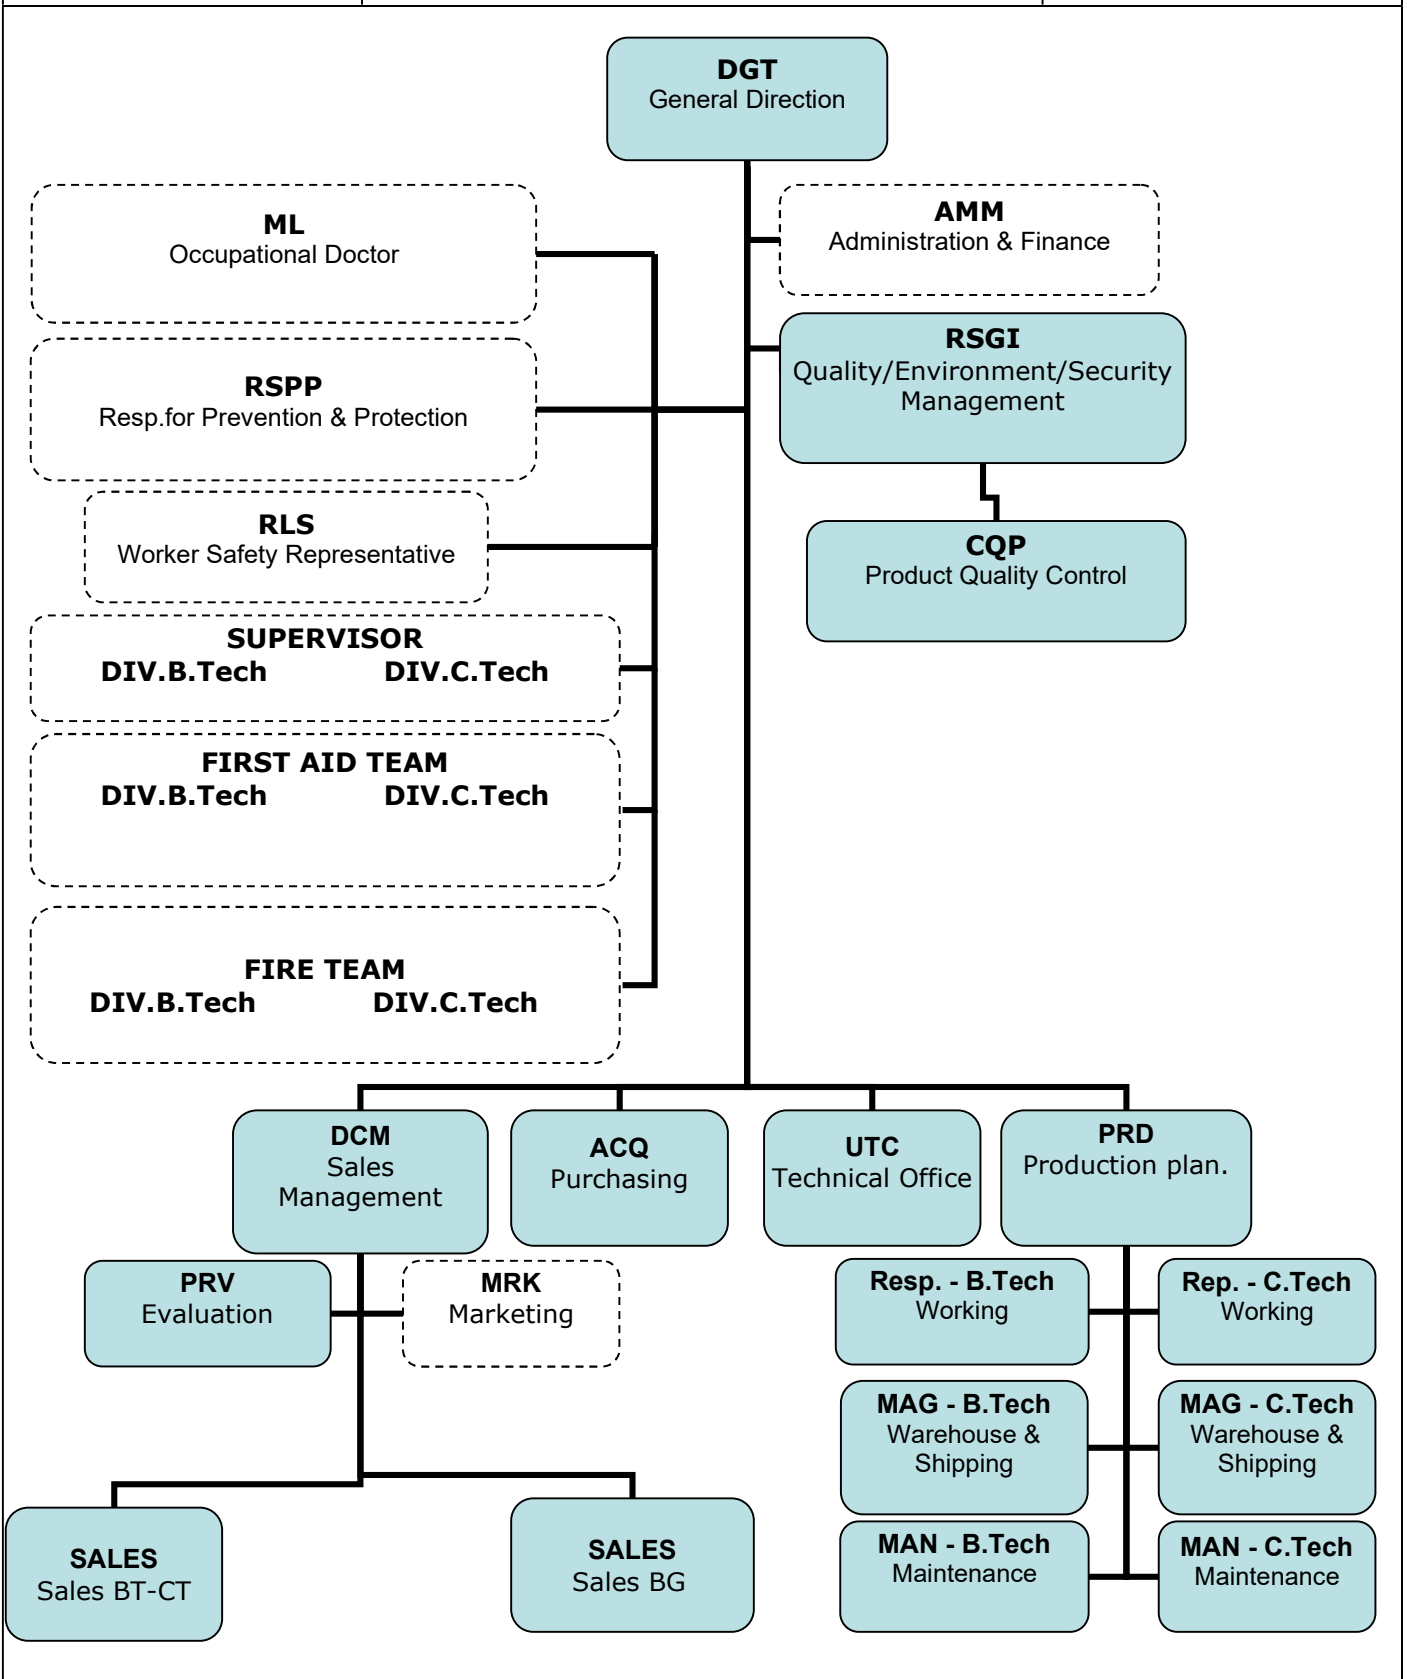 DGT
General Direction
ML
Occupational Doctor
AMM
Administration & Finance
RSGI
Quality/Environment/Security
Management
RSPP
Resp.for Prevention & Protection
RLS
Worker Safety Representative
CQP
Product Quality Control
SUPERVISOR
DIV.B.Tech DIV.C.Tech
FIRST AID TEAM
DIV.B.Tech DIV.C.Tech
FIRE TEAM
DIV.B.Tech DIV.C.Tech
DCM
Sales
Management
ACQ
Purchasing
UTC
Technical Office
PRD
Production plan.
PRV
Evaluation
MRK
Marketing
Resp. - B.Tech
Working
Rep. - C.Tech
Working
MAG - B.Tech
Warehouse &
Shipping
MAG - C.Tech
Warehouse &
Shipping
SALES
Sales BT-CT
SALES
Sales BG
MAN - B.Tech
Maintenance
MAN - C.Tech
Maintenance